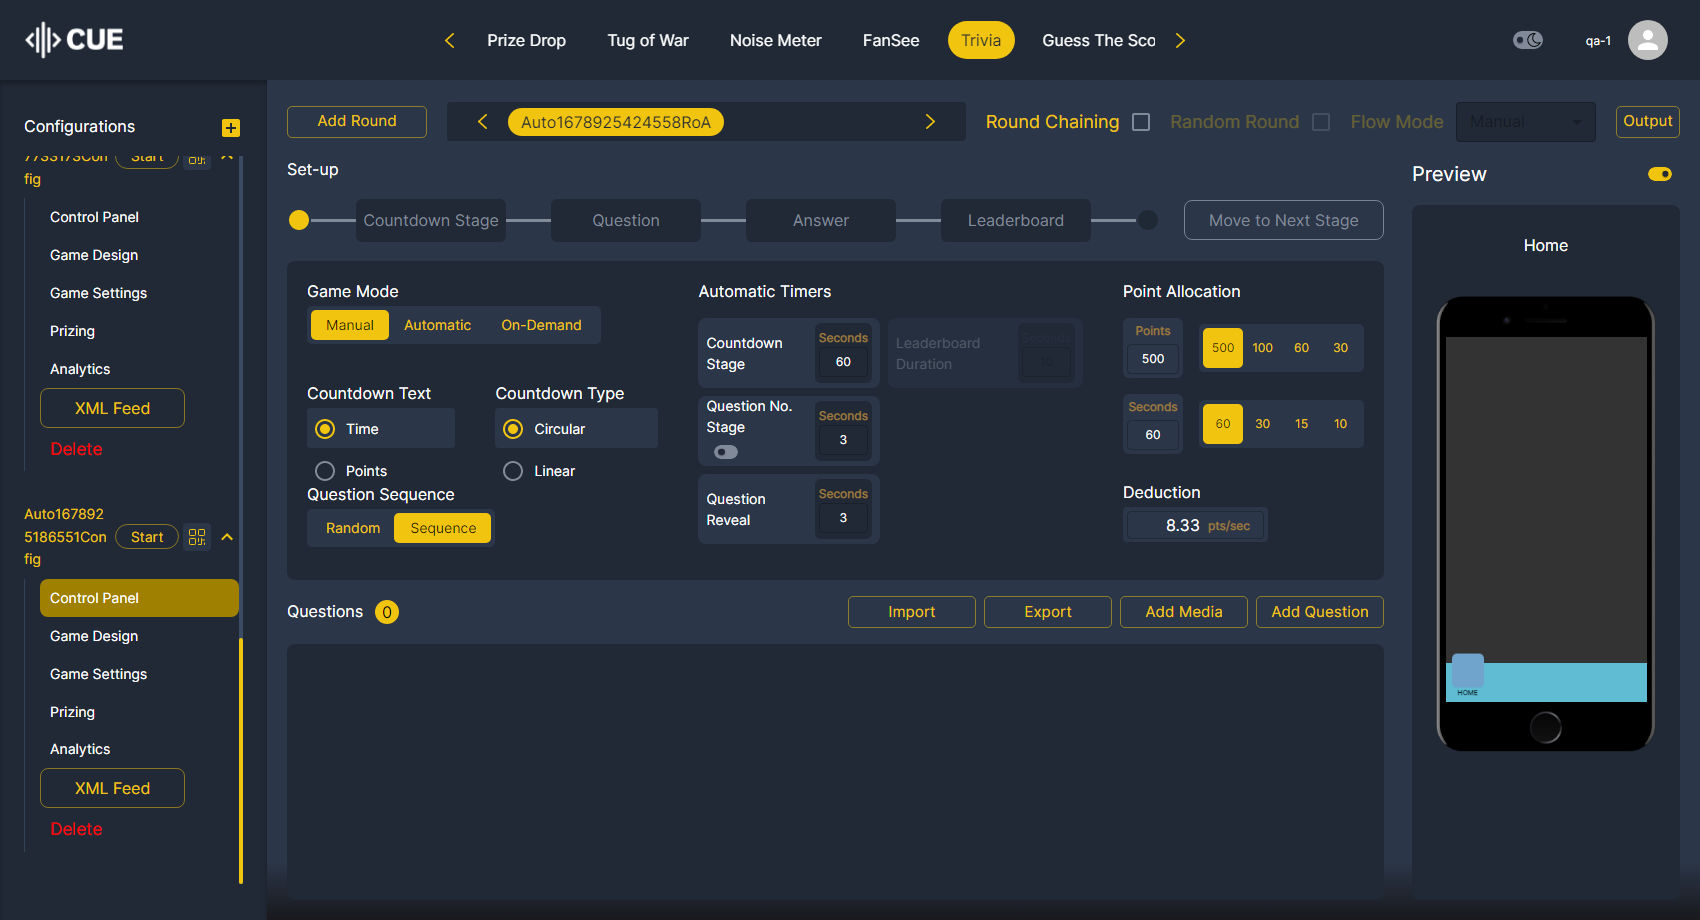 CUE
Prize Drop
Tug of War
Noise Meter
FanSee
Trivia
Guess The Sco
qa-1
Configurations
Start
fig
Control Panel
Game Design
Game Settings
Prizing
Analytics
XML Feed
Delete
Auto167892
5186551Con
fig
Start
Control Panel
Game Design
Game Settings
Prizing
Analytics
XML Feed
Delete
Add Round
Auto1678925424558RoA
Round Chaining
Random Round
Flow Mode
Manual
Output
Set-up
Countdown Stage
Question
Answer
Leaderboard
Move to Next Stage
Game Mode
Manual
Automatic
On-Demand
Countdown Text
Time
Points
Countdown Type
Circular
Linear
Question Sequence
Random
Sequence
Automatic Timers
Countdown
Stage
Seconds
60
Leaderboard
Duration
Seconds
10
Question No.
Stage
Seconds
3
Question
Reveal
Seconds
3
Point Allocation
Points
500
500
100
60
30
Seconds
60
60
30
15
10
Deduction
8.33 pts/sec
Questions
0
Import
Export
Add Media
Add Question
Preview
Home
HOME